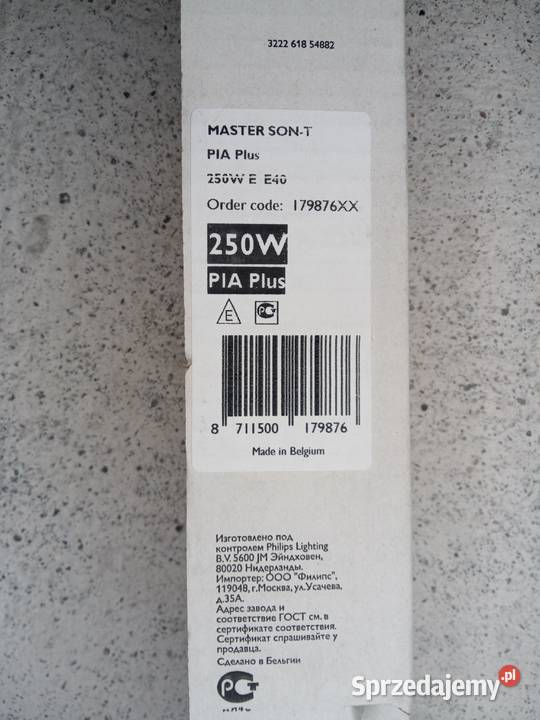 3222 618 54882
MASTER SON-T
PIA Plus
250W E E40
Order code: 179876XX
250W
PIA Plus
E
8 711500 179876
Made in Belgium
Изготовлено под
контролем Philips Lighting
B.V. 5600 JM Эйндховен,
80020 Нидерланды.
Импортер: ООО "Филипс",
119048, г.Москва, ул.Усачева,
д.35А.
Адрес завода и
соответствие ГОСТ см. в
сертификате соответствия.
Сертификат спрашивайте у
продавца.
Сделано в Бельгии
Sprzedajemy.pl